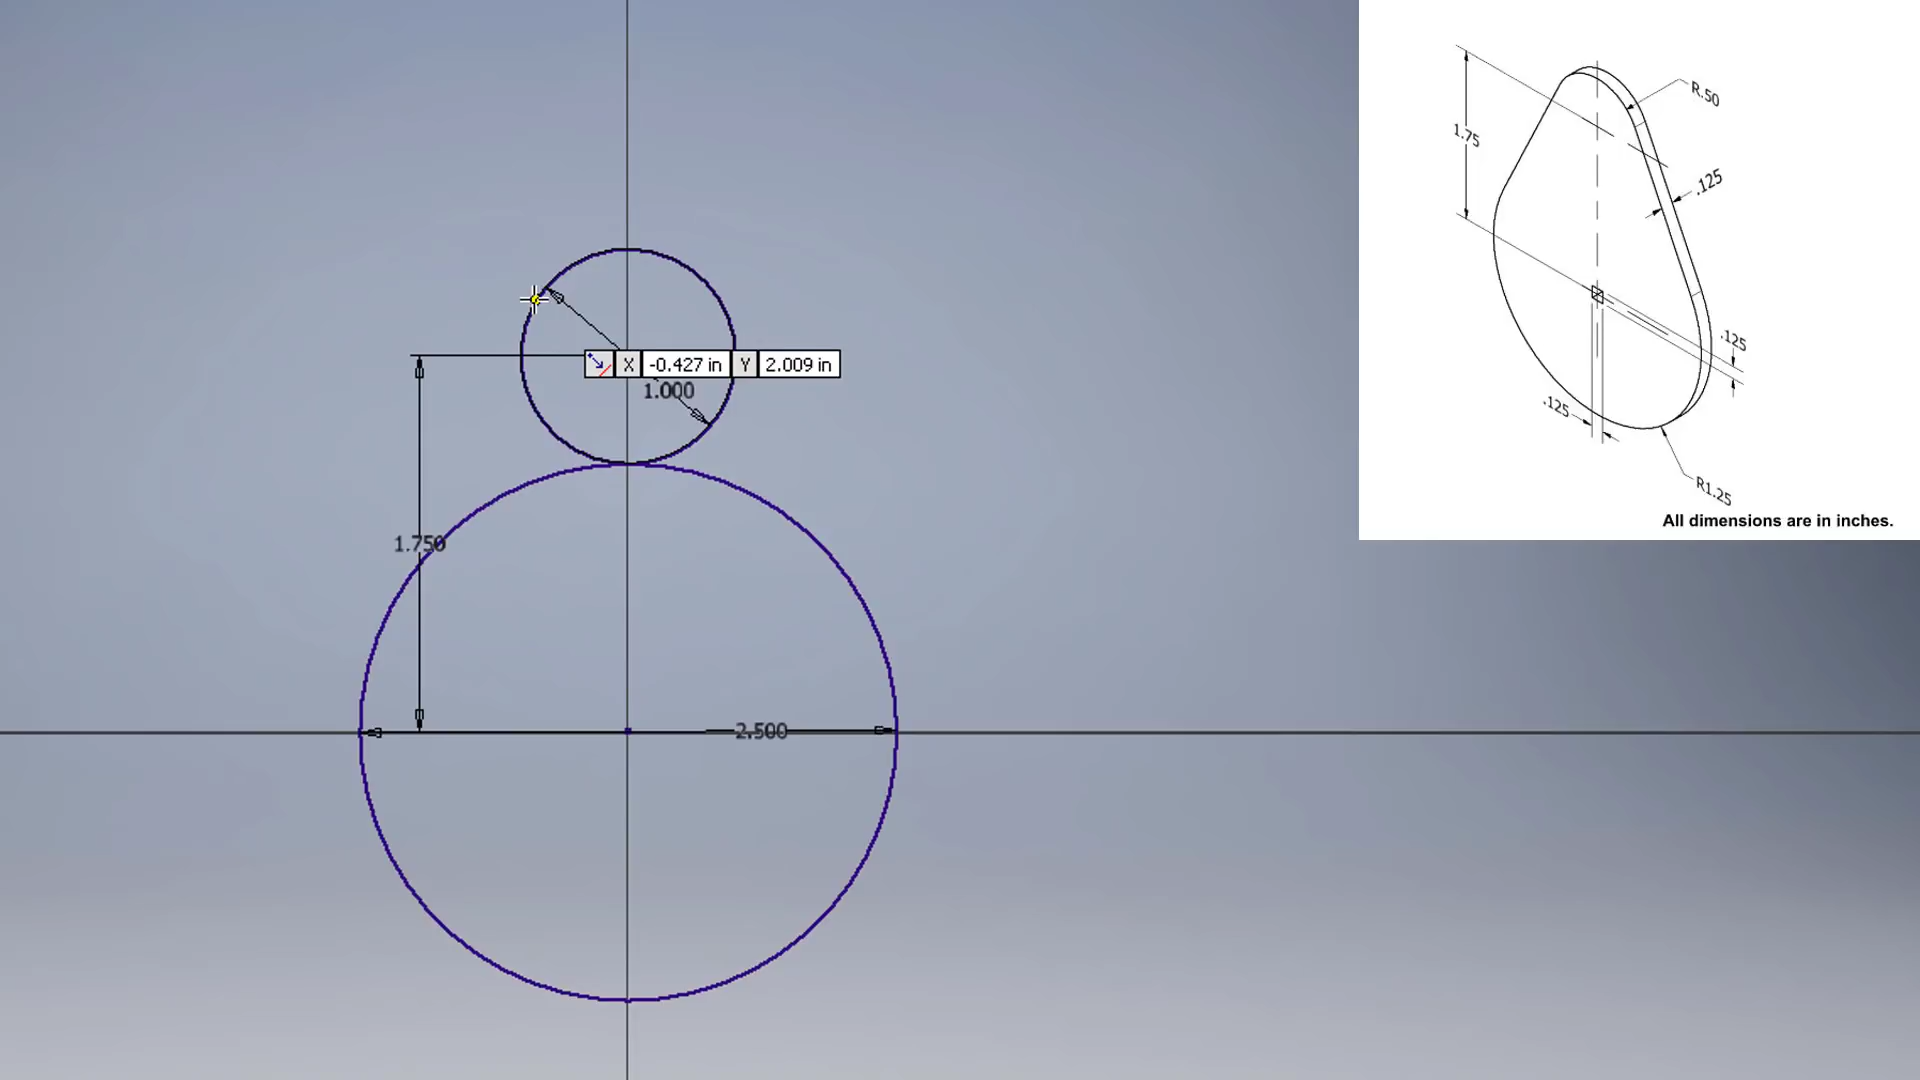 R.50
1.75
.125
.125
.125
R1.25
All dimensions are in inches.
X -0.427 in Y 2.009 in
1.000
1.750
2.500